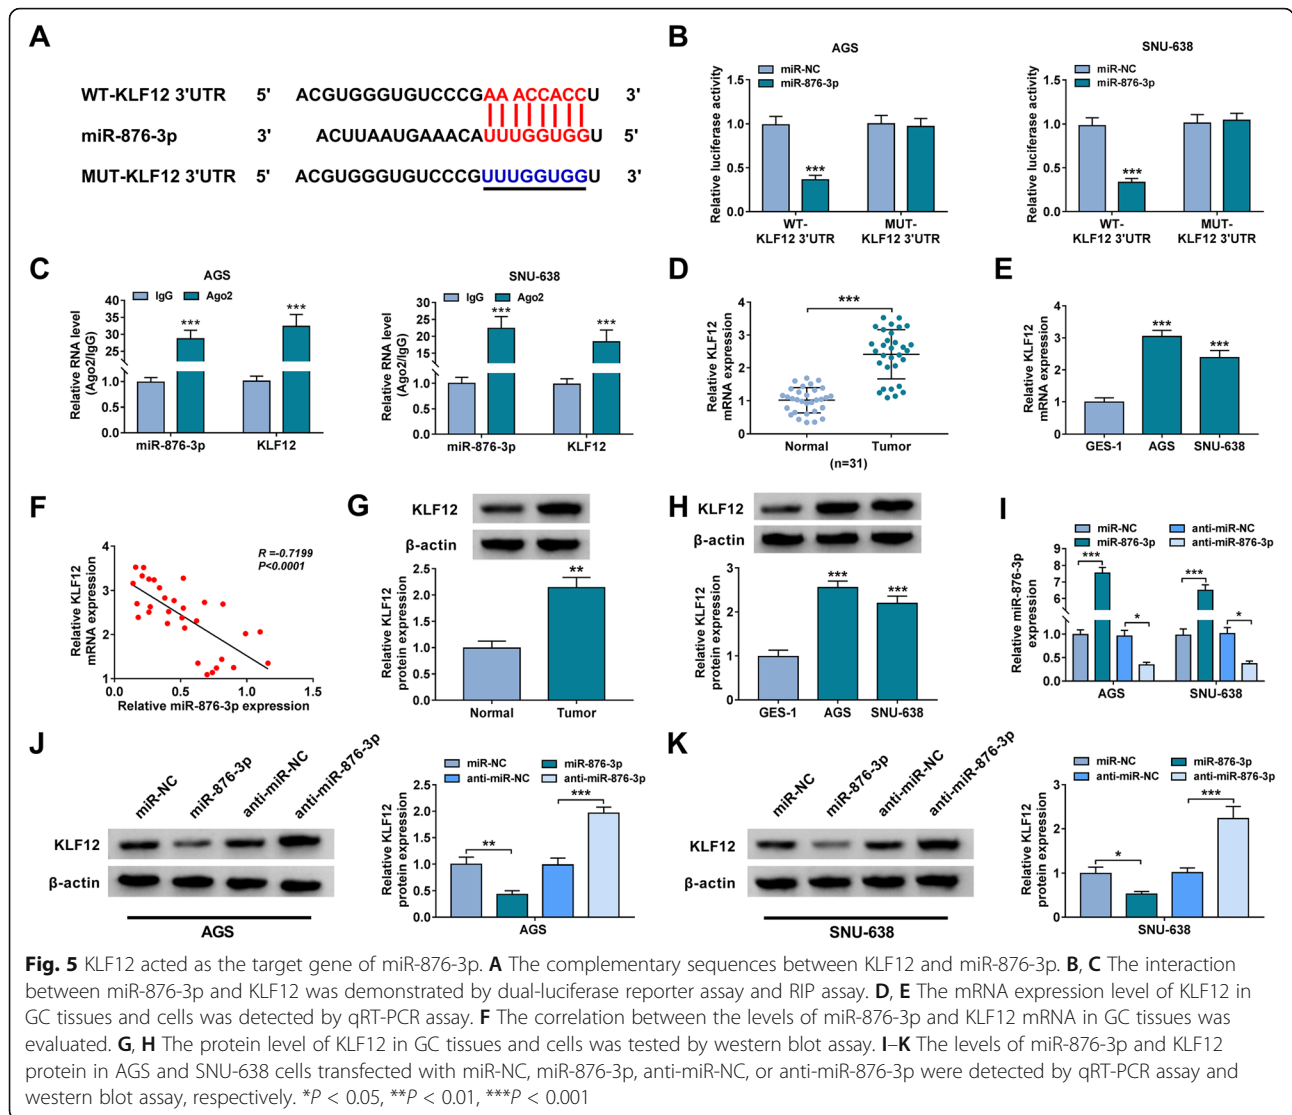 A
WT-KLF12 3'UTR 5' ACGUGGGUGUCCCGAA ACCACCU 3'
miR-876-3p 3' ACUUAAUGAAACAUUUGGUGGU 5'
MUT-KLF12 3'UTR 5' ACGUGGGUGUCCCGUUUGGUGGU 3'
B
AGS
miR-NC
miR-876-3p
Relative luciferase activity
1.5
1.0
0.5
0.0
***
WT-
KLF12 3'UTR
MUT-
KLF12 3'UTR
SNU-638
miR-NC
miR-876-3p
Relative luciferase activity
1.5
1.0
0.5
0.0
***
WT-
KLF12 3'UTR
MUT-
KLF12 3'UTR
C
AGS
IgG Ago2
Relative RNA level
(Ago2/IgG)
40
35
30
25
20
15
1.0
0.5
0.0
*** ***
miR-876-3p KLF12
SNU-638
IgG Ago2
Relative RNA level
(Ago2/IgG)
30
25
20
15
10
1.0
0.5
0.0
*** ***
miR-876-3p KLF12
D
Relative KLF12
mRNA expression
4
3
2
1
0
***
Normal Tumor
(n=31)
E
Relative KLF12
mRNA expression
4
3
2
1
0
*** ***
GES-1 AGS SNU-638
F
Relative KLF12
mRNA expression
4
3
2
1
R =-0.7199
P<0.0001
0.0 0.5 1.0 1.5
Relative miR-876-3p expression
G
KLF12
β-actin
Relative KLF12
protein expression
2.5
2.0
1.5
1.0
0.5
0.0
**
Normal Tumor
H
KLF12
β-actin
Relative KLF12
protein expression
3
2
1
0
*** ***
GES-1 AGS SNU-638
I
miR-NC anti-miR-NC
miR-876-3p anti-miR-876-3p
Relative miR-876-3p
expression
9
8
7
6
1.0
0.5
0.0
*** * *** *
AGS SNU-638
J
miR-NC miR-876-3p anti-miR-NC anti-miR-876-3p
KLF12
β-actin
AGS
miR-NC miR-876-3p
anti-miR-NC anti-miR-876-3p
Relative KLF12
protein expression
2.5
2.0
1.5
1.0
0.5
0.0
** ***
AGS
K
miR-NC miR-876-3p anti-miR-NC anti-miR-876-3p
KLF12
β-actin
SNU-638
miR-NC miR-876-3p
anti-miR-NC anti-miR-876-3p
Relative KLF12
protein expression
3
2
1
0
* ***
SNU-638
Fig. 5 KLF12 acted as the target gene of miR-876-3p. A The complementary sequences between KLF12 and miR-876-3p. B, C The interaction
between miR-876-3p and KLF12 was demonstrated by dual-luciferase reporter assay and RIP assay. D, E The mRNA expression level of KLF12 in
GC tissues and cells was detected by qRT-PCR assay. F The correlation between the levels of miR-876-3p and KLF12 mRNA in GC tissues was
evaluated. G, H The protein level of KLF12 in GC tissues and cells was tested by western blot assay. I–K The levels of miR-876-3p and KLF12
protein in AGS and SNU-638 cells transfected with miR-NC, miR-876-3p, anti-miR-NC, or anti-miR-876-3p were detected by qRT-PCR assay and
western blot assay, respectively. *P < 0.05, **P < 0.01, ***P < 0.001